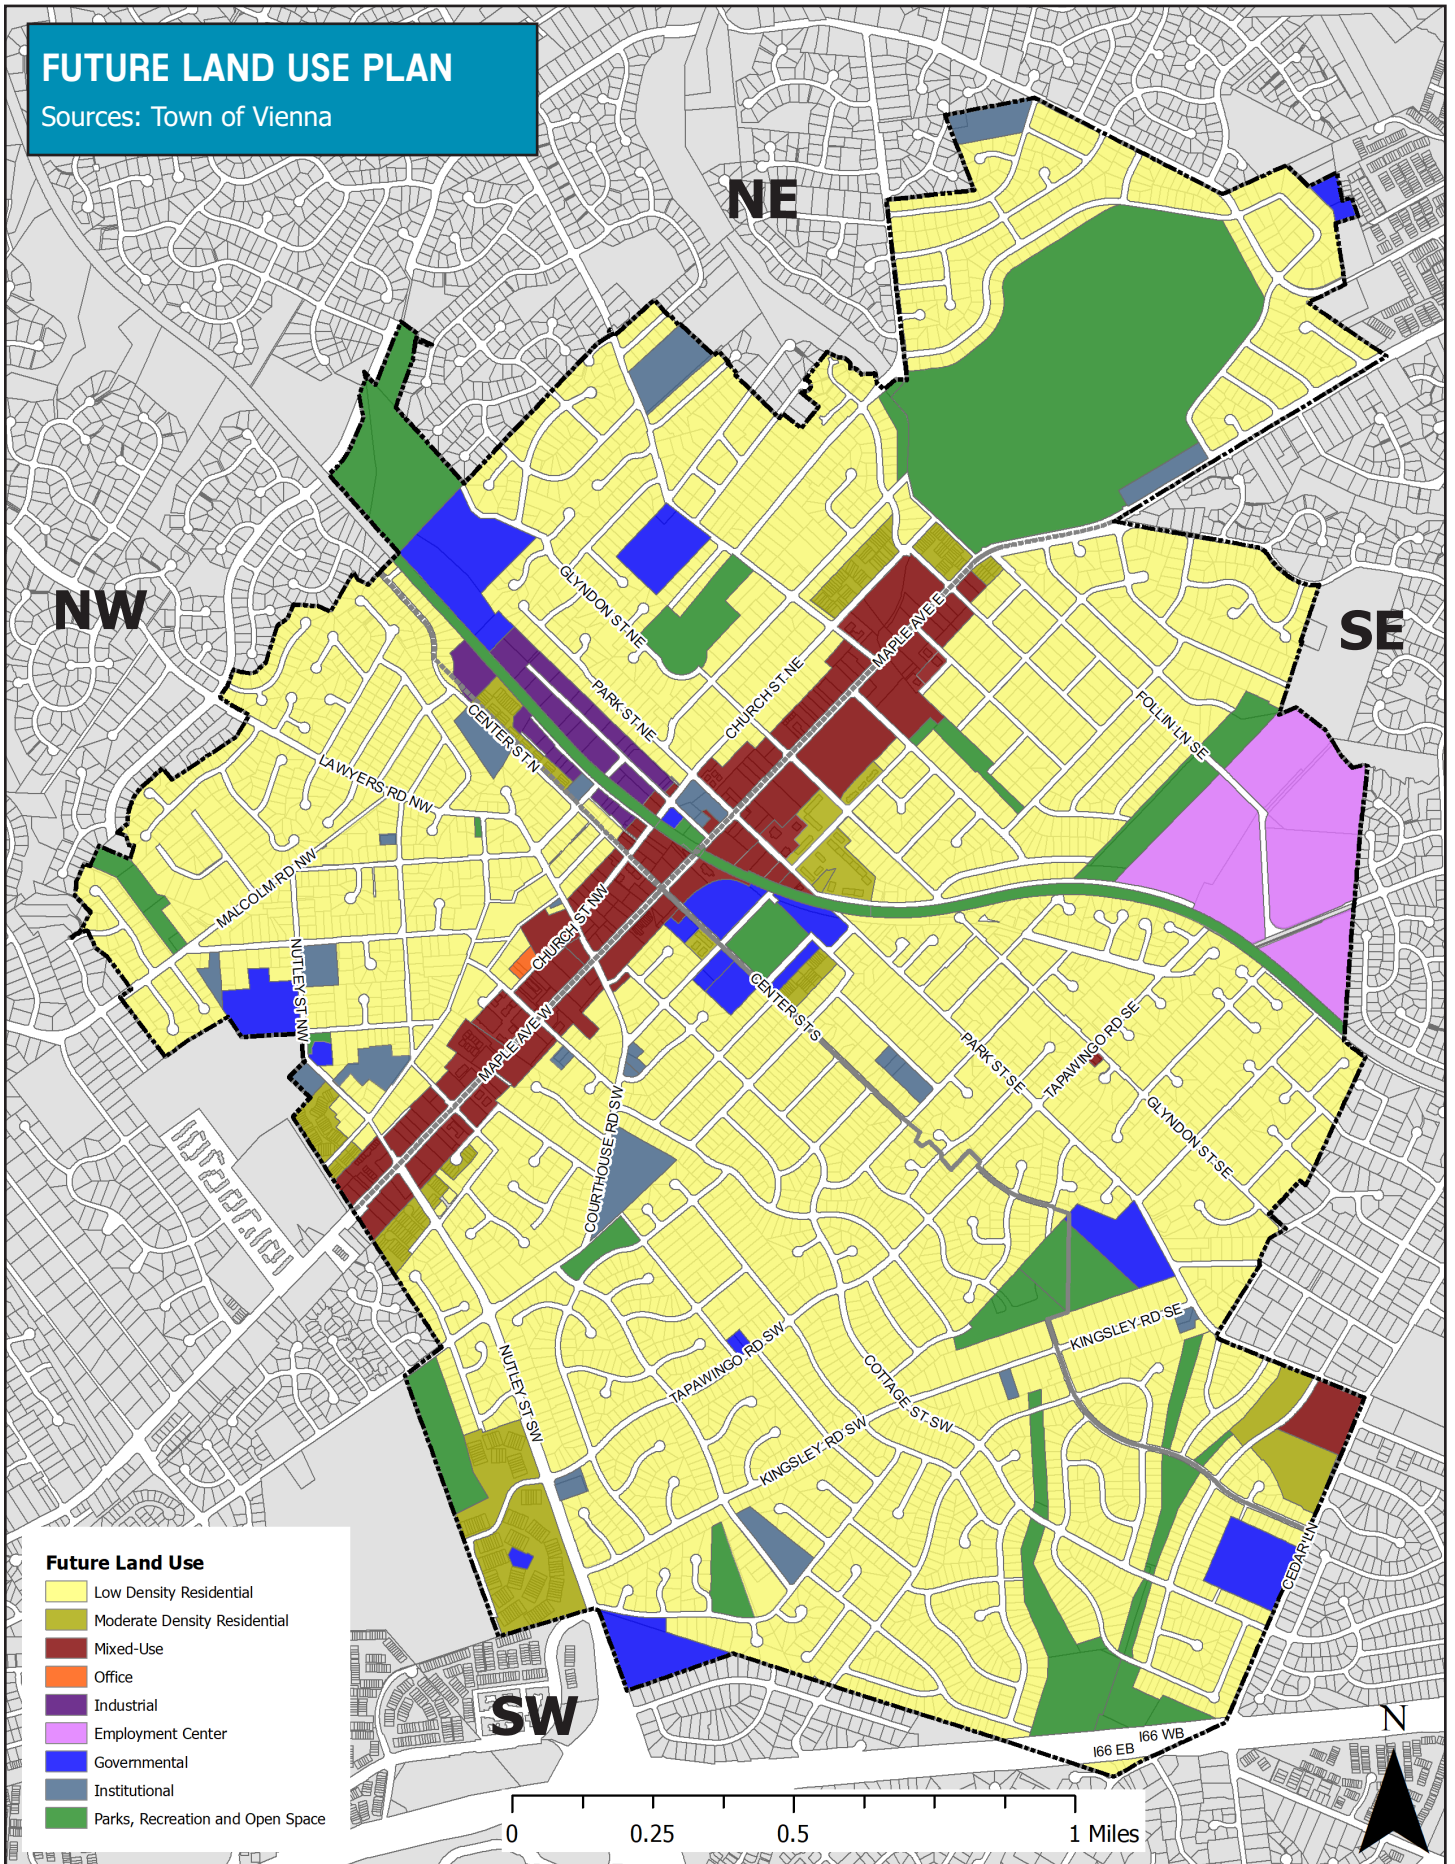 FUTURE LAND USE PLAN
Sources: Town of Vienna
NE
NW
SE
GLYNDON ST NE
MAPLE AVE E
CHURCH ST NE
PARK ST NE
FOLLIN LN SE
CENTER ST N
LAWYERS RD NW
MALCOLM RD NW
CHURCH ST NW
NUTLEY ST NW
CENTER ST S
MAPLE AVE W
PARK ST SE
TAPAWINGO RD SE
GLYNDON ST SE
COURTHOUSE RD SW
KINGSLEY RD SE
TAPAWINGO RD SW
NUTLEY ST SW
COTTAGE ST SW
KINGSLEY RD SW
CEDAR LN
SW
I66 WB
I66 EB
N
Future Land Use
Low Density Residential
Moderate Density Residential
Mixed-Use
Office
Industrial
Employment Center
Governmental
Institutional
Parks, Recreation and Open Space
0 0.25 0.5 1 Miles